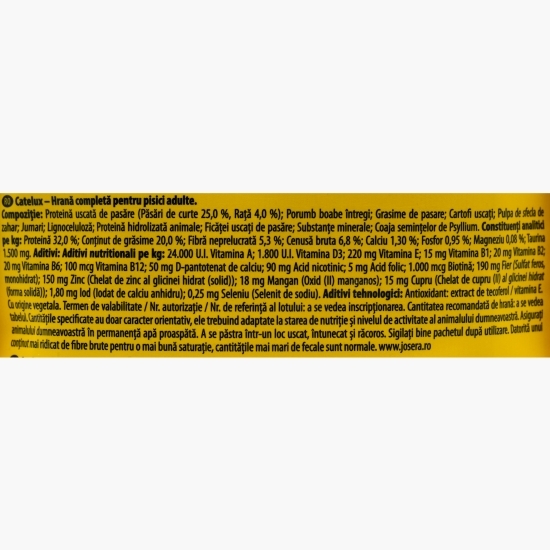 RO Catelux – Hrană completă pentru pisici adulte.
Compoziție: Proteină uscată de pasăre (Păsări de curte 25,0 %, Rață 4,0 %); Porumb boabe întregi; Grasime de pasare; Cartofi uscați; Pulpa de sfecla de
zahar; Jumari; Lignoceluloză; Proteină hidrolizată animale; Ficăței uscați de pasăre; Substanțe minerale; Coaja semințelor de Psyllium. Constituenți analitici
pe kg: Proteină 32,0 %; Conținut de grăsime 20,0 %; Fibră neprelucrată 5,3 %; Cenusă bruta 6,8 %; Calciu 1,30 %; Fosfor 0,95 %; Magneziu 0,08 %; Taurina
1.500 mg. Aditivi: Aditivi nutritionali pe kg: 24.000 U.I. Vitamina A; 1.800 U.I. Vitamina D3; 220 mg Vitamina E; 15 mg Vitamina B1; 20 mg Vitamina B2;
20 mg Vitamina B6; 100 mcg Vitamina B12; 50 mg D-pantotenat de calciu; 90 mg Acid nicotinic; 5 mg Acid folic; 1.000 mcg Biotină; 190 mg Fier (Sulfat feros,
monohidrat); 150 mg Zinc (Chelat de zinc al glicinei hidrat (solid)); 18 mg Mangan (Oxid (II) manganos); 15 mg Cupru (Chelat de cupru (II) al glicinei hidrat
(forma solidă)); 1,80 mg Iod (Iodat de calciu anhidru); 0,25 mg Seleniu (Selenit de sodiu). Aditivi tehnologici: Antioxidant: extract de tocoferol / vitamina E.
Cu origine vegetala. Termen de valabilitate / Nr. autorizație / Nr. de referință al lotului: a se vedea inscripționarea. Cantitatea recomandată de hrană: a se vedea
tabelul. Cantitățile specificate au doar caracter orientativ, ele trebuind adaptate la starea de nutriție și nivelul de activitate al animalului dumneavoastră. Asigurați
animalului dumneavoastră în permanență apă proaspătă. A se păstra într-un loc uscat, întunecat și răcoros. Sigilați bine pachetul după utilizare. Datorită unui
conținut mai ridicat de fibre brute pentru o mai bună saturație, cantitățile mai mari de fecale sunt normale. www.josera.ro